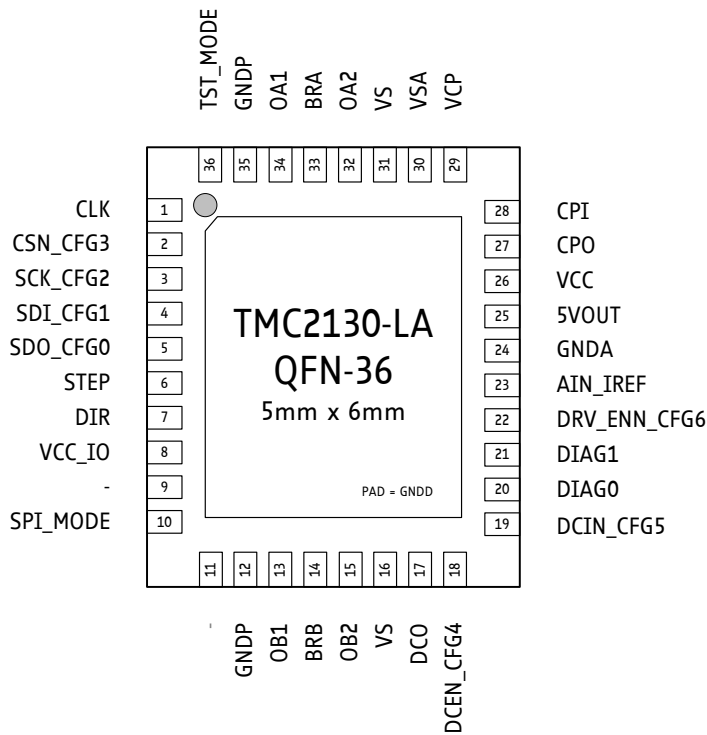 TST_MODE
GNDP
OA1
BRA
OA2
VS
VSA
VCP
36
35
34
33
32
31
30
29
CLK 1
CSN_CFG3 2
SCK_CFG2 3
SDI_CFG1 4
SDO_CFG0 5
STEP 6
DIR 7
VCC_IO 8
- 9
SPI_MODE 10
TMC2130-LA
QFN-36
5mm x 6mm
PAD = GNDD
28 CPI
27 CPO
26 VCC
25 5VOUT
24 GNDA
23 AIN_IREF
22 DRV_ENN_CFG6
21 DIAG1
20 DIAG0
19 DCIN_CFG5
11
12
13
14
15
16
17
18
-
GNDP
OB1
BRB
OB2
VS
DCO
DCEN_CFG4